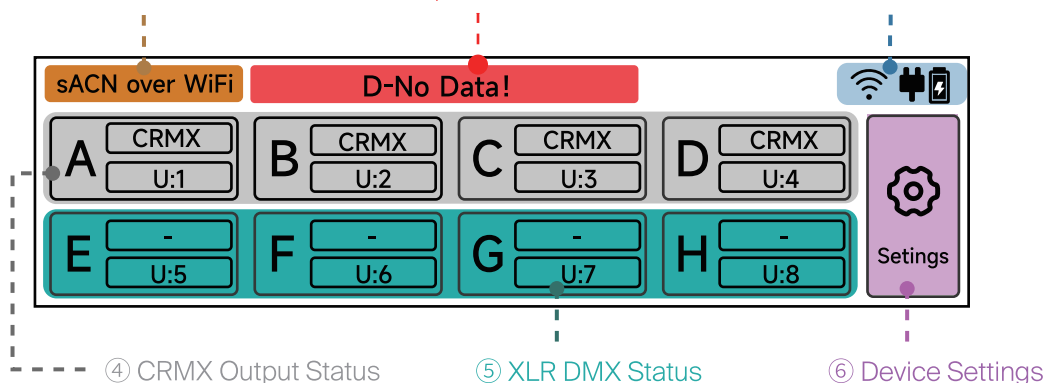 sACN over WiFi
D-No Data!
A
CRMX
U:1
B
CRMX
U:2
C
CRMX
U:3
D
CRMX
U:4
E
-
U:5
F
-
U:6
G
-
U:7
H
-
U:8
Setings
④ CRMX Output Status
⑤ XLR DMX Status
⑥ Device Settings